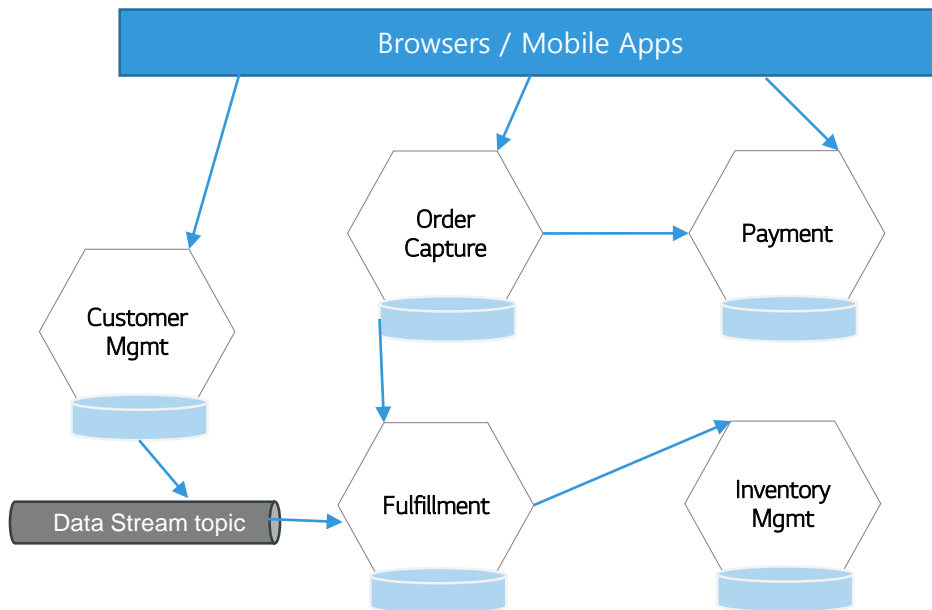 Browsers / Mobile Apps
Order
Capture
Payment
Customer
Mgmt
Fulfillment
Inventory
Mgmt
Data Stream topic